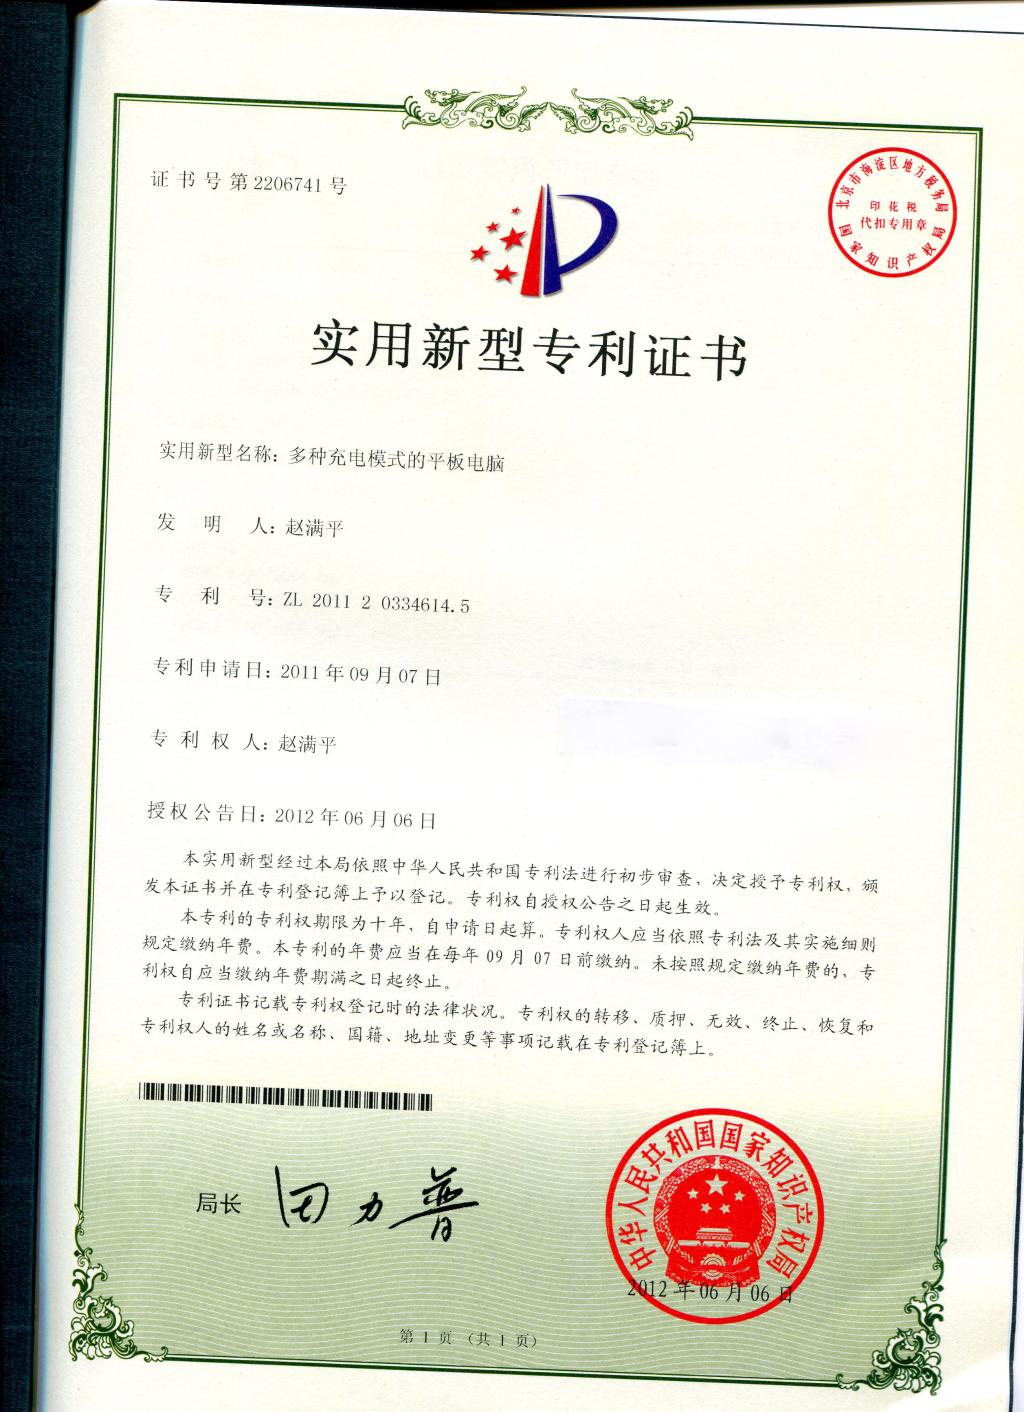 证书号第2206741号
北京市海淀区地方税务局
印花税
代扣专用章
国家知识产权局
实用新型专利证书
实用新型名称：多种充电模式的平板电脑
发明人：赵满平
专利号：ZL 2011 2 0334614.5
专利申请日：2011年09月07日
专利权人：赵满平
授权公告日：2012年06月06日
本实用新型经过本局依照中华人民共和国专利法进行初步审查，决定授予专利权，颁
发本证书并在专利登记簿上予以登记。专利权自授权公告之日起生效。
本专利的专利权期限为十年，自申请日起算。专利权人应当依照专利法及其实施细则
规定缴纳年费。本专利的年费应当在每年09月07日前缴纳。未按照规定缴纳年费的，专
利权自应当缴纳年费期满之日起终止。
专利证书记载专利权登记时的法律状况。专利权的转移、质押、无效、终止、恢复和
专利权人的姓名或名称、国籍、地址变更等事项记载在专利登记簿上。
局长 田力普
中华人民共和国国家知识产权局
2012年06月06日
第1页（共1页）